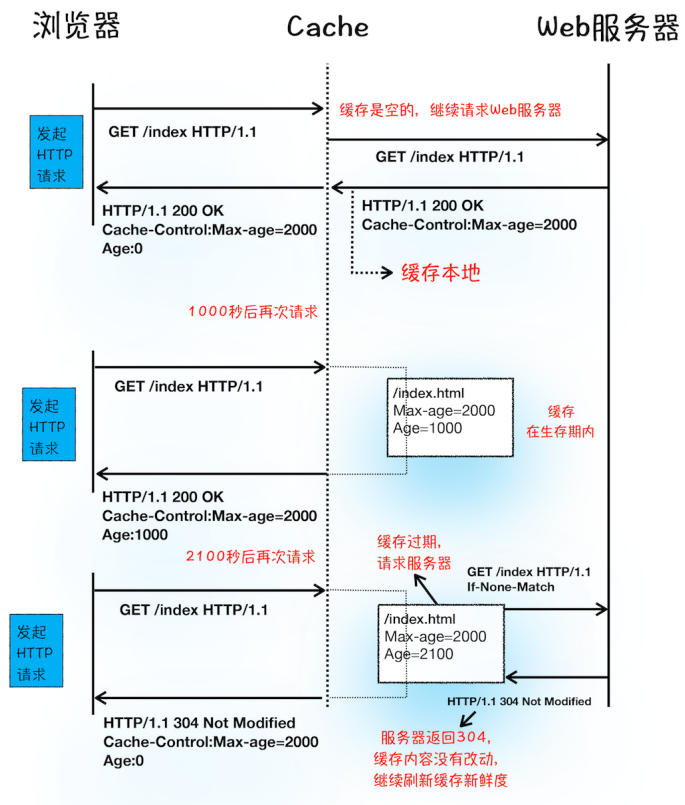 浏览器
Cache
Web服务器
发起
HTTP
请求
GET /index HTTP/1.1
缓存是空的，继续请求Web服务器
GET /index HTTP/1.1
HTTP/1.1 200 OK
Cache-Control:Max-age=2000
Age:0
HTTP/1.1 200 OK
Cache-Control:Max-age=2000
缓存本地
1000秒后再次请求
发起
HTTP
请求
GET /index HTTP/1.1
/index.html
Max-age=2000
Age=1000
缓存
在生存期内
HTTP/1.1 200 OK
Cache-Control:Max-age=2000
Age:1000
2100秒后再次请求
缓存过期，
请求服务器
GET /index HTTP/1.1
If-None-Match
发起
HTTP
请求
GET /index HTTP/1.1
/index.html
Max-age=2000
Age=2100
HTTP/1.1 304 Not Modified
HTTP/1.1 304 Not Modified
Cache-Control:Max-age=2000
Age:0
服务器返回304，
缓存内容没有改动，
继续刷新缓存新鲜度